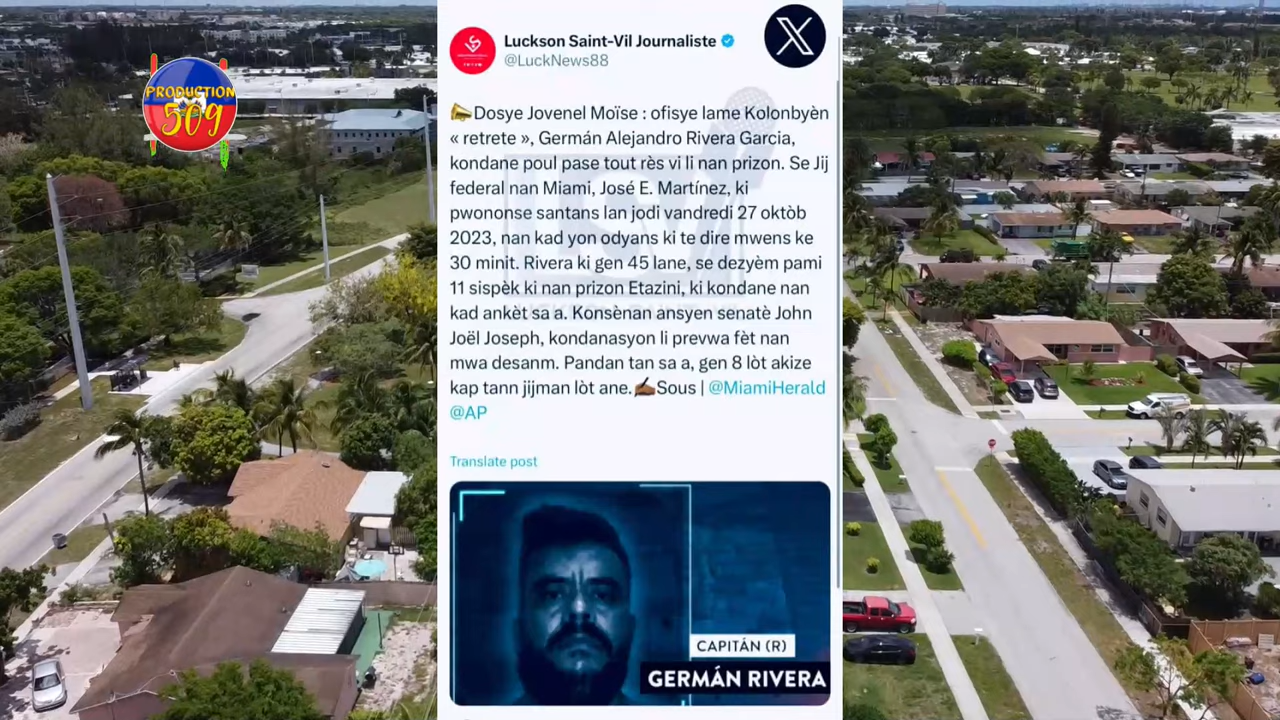 PRODUCTION
509
Luckson Saint-Vil Journaliste
@LuckNews88
Dosye Jovenel Moïse : ofisye lame Kolonbyèn
« retrete », Germán Alejandro Rivera Garcia,
kondane poul pase tout rès vi li nan prizon. Se Jij
federal nan Miami, José E. Martínez, ki
pwononse santans lan jodi vandredi 27 oktòb
2023, nan kad yon odyans ki te dire mwens ke
30 minit. Rivera ki gen 45 lane, se dezyèm pami
11 sispèk ki nan prizon Etazini, ki kondane nan
kad ankèt sa a. Konsènan ansyen senatè John
Joël Joseph, kondanasyon li prevwa fèt nan
mwa desanm. Pandan tan sa a, gen 8 lòt akize
kap tann jijman lòt ane. Sous | @MiamiHerald
@AP
Translate post
CAPITÁN (R)
GERMÁN RIVERA